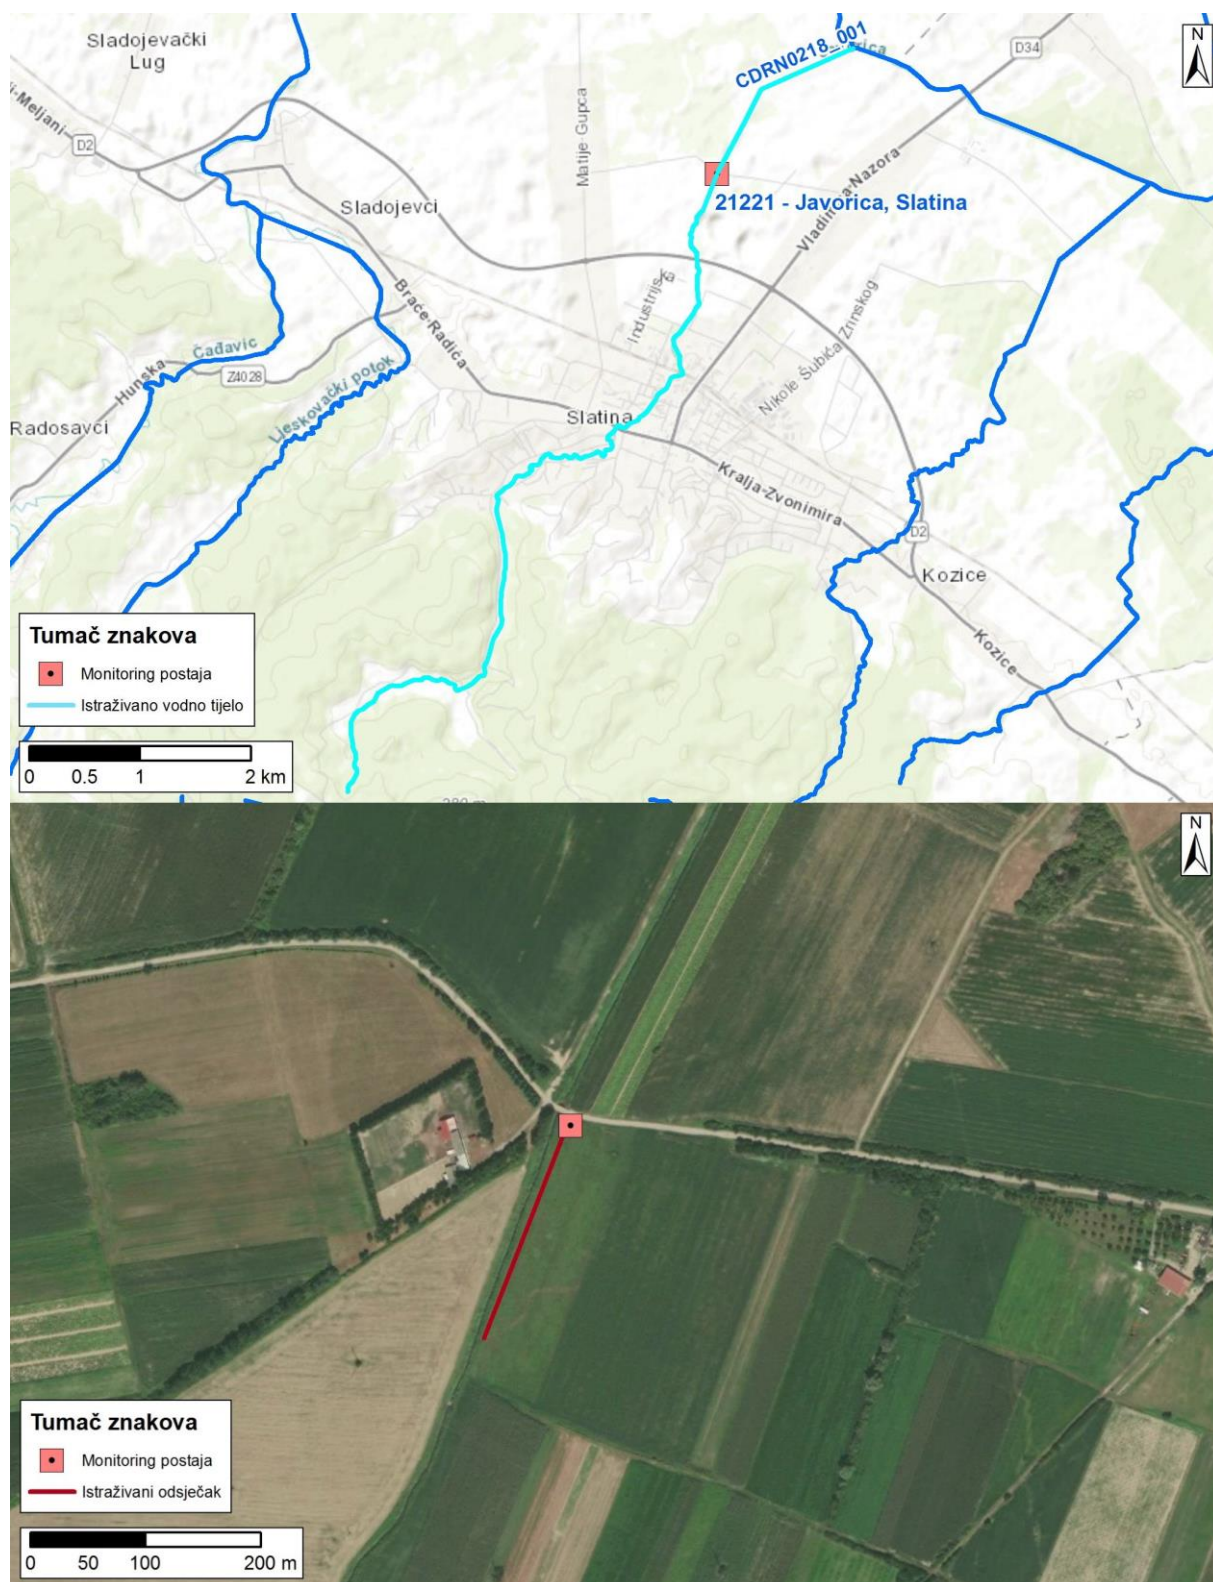 Sladojevački
Lug
CDRN0218_001
D34
N
D2
Matije Gupca
Vladimira-Nazora
Sladojevci
21221 - Javorica, Slatina
Industrijska
Braće-Radića
Nikole Šubića Zrinskog
Čađavic
Hunska
Z4028
Ljeskovački potok
Radosavci
Slatina
Kralja-Zvonimira
D2
Kozice
Kozice
Tumač znakova
Monitoring postaja
Istraživano vodno tijelo
0 0.5 1 2 km
N
Tumač znakova
Monitoring postaja
Istraživani odsječak
0 50 100 200 m